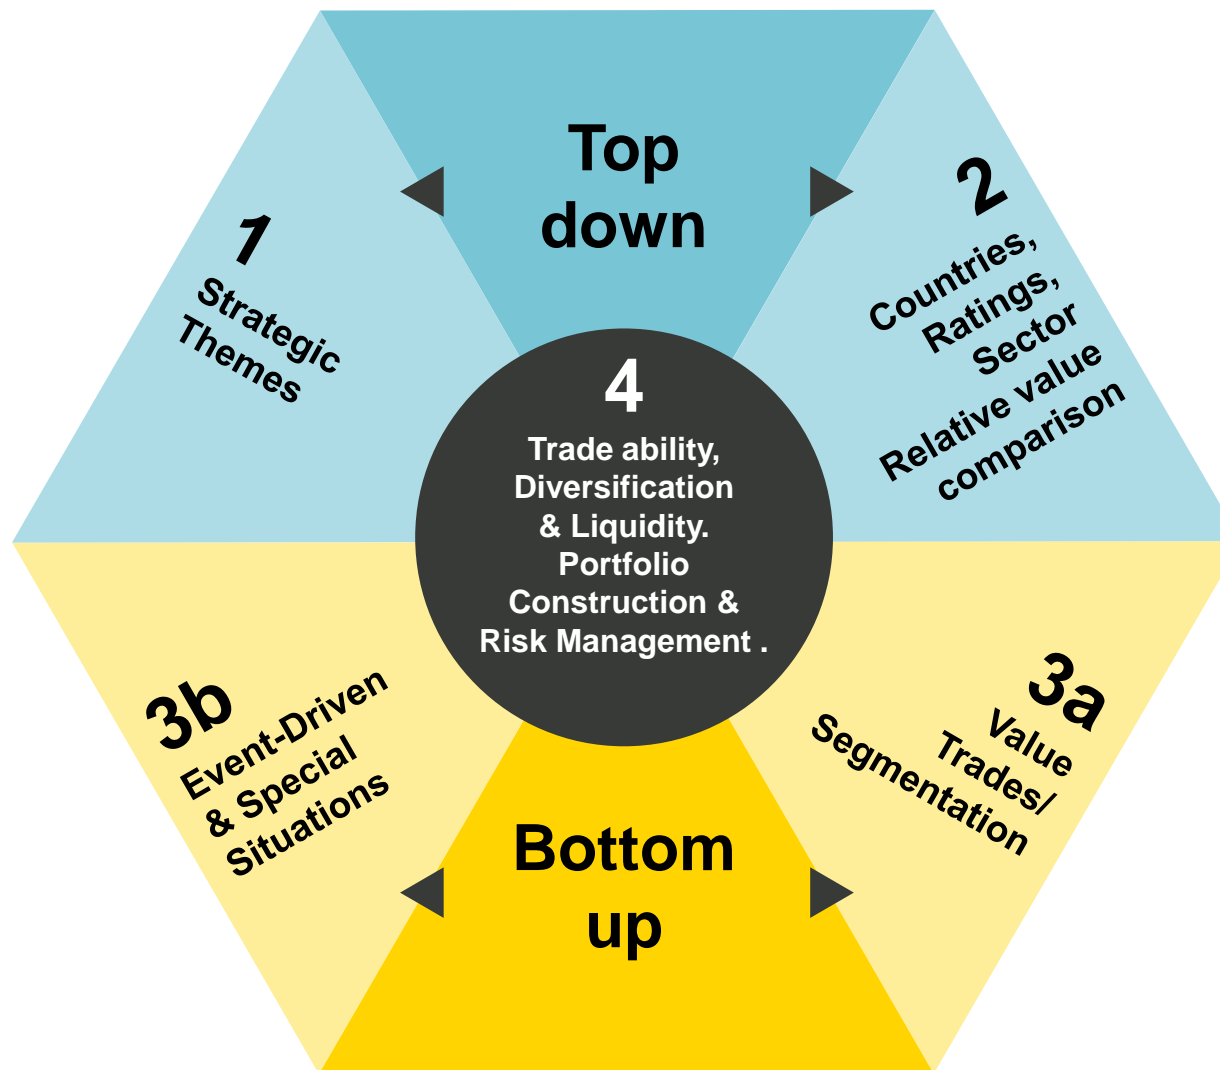 Top
down
1
Strategic
Themes
2
Countries,
Ratings,
Sector
Relative value
comparison
4
Trade ability,
Diversification
& Liquidity.
Portfolio
Construction &
Risk Management .
3b
Event-Driven
& Special
Situations
3a
Value
Trades/
Segmentation
Bottom
up